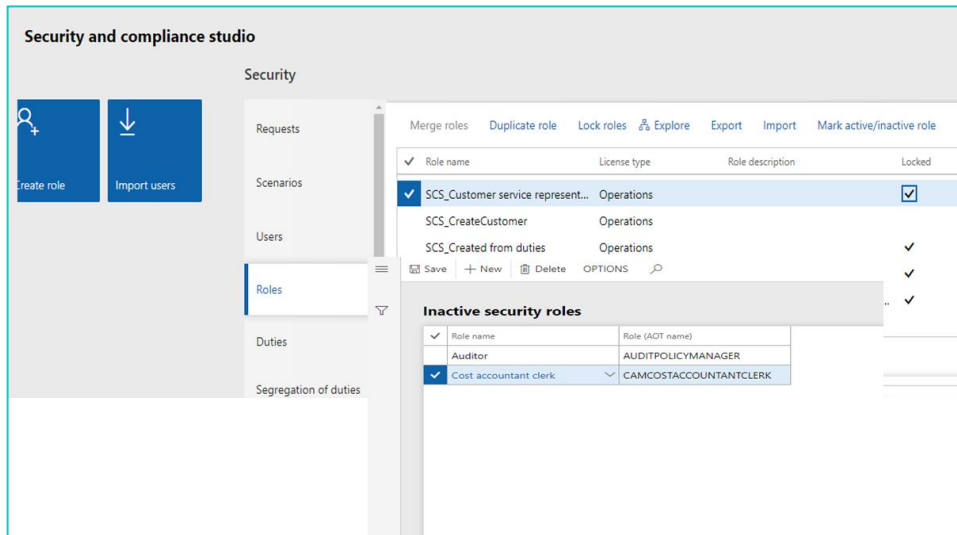 Security and compliance studio
Security
Create role
Import users
Requests
Scenarios
Users
Roles
Duties
Segregation of duties
Merge roles Duplicate role Lock roles Explore Export Import Mark active/inactive role
Role name License type Role description Locked
SCS_Customer service represent... Operations
SCS_CreateCustomer Operations
SCS_Created from duties Operations
Save New Delete OPTIONS
..
Inactive security roles
Role name Role (AOT name)
Auditor AUDITPOLICYMANAGER
Cost accountant clerk CAMCOSTACCOUNTANTCLERK